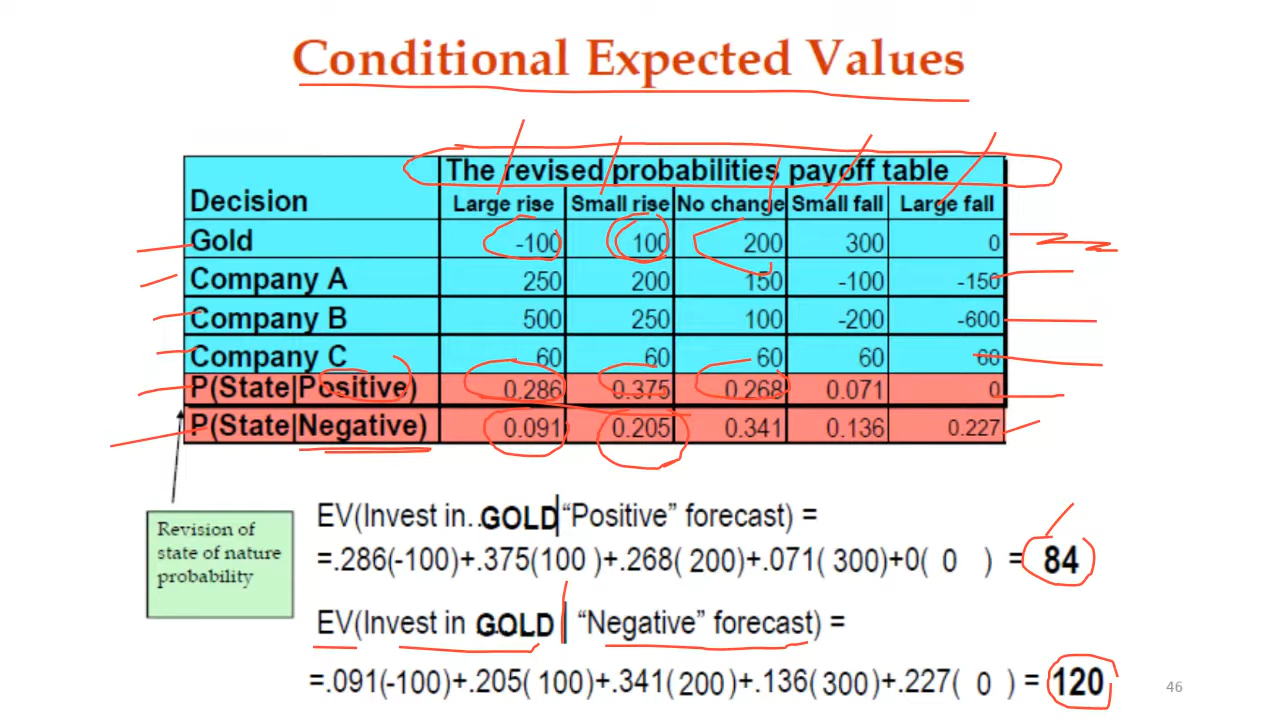 Conditional Expected Values
Decision
The revised probabilities payoff table
Large rise Small rise No change Small fall Large fall
Gold -100 100 200 300 0
Company A 250 200 150 -100 -150
Company B 500 250 100 -200 -600
Company C 60 60 60 60 60
P(State|Positive) 0.286 0.375 0.268 0.071 0
P(State|Negative) 0.091 0.205 0.341 0.136 0.227
Revision of
state of nature
probability
EV(Invest in..GOLD|“Positive” forecast) =
=.286(-100)+.375(100 )+.268( 200)+.071( 300)+0( 0 ) = 84
EV(Invest in GOLD | “Negative” forecast) =
=.091(-100)+.205( 100)+.341(200)+.136(300)+.227( 0 ) = 120
46